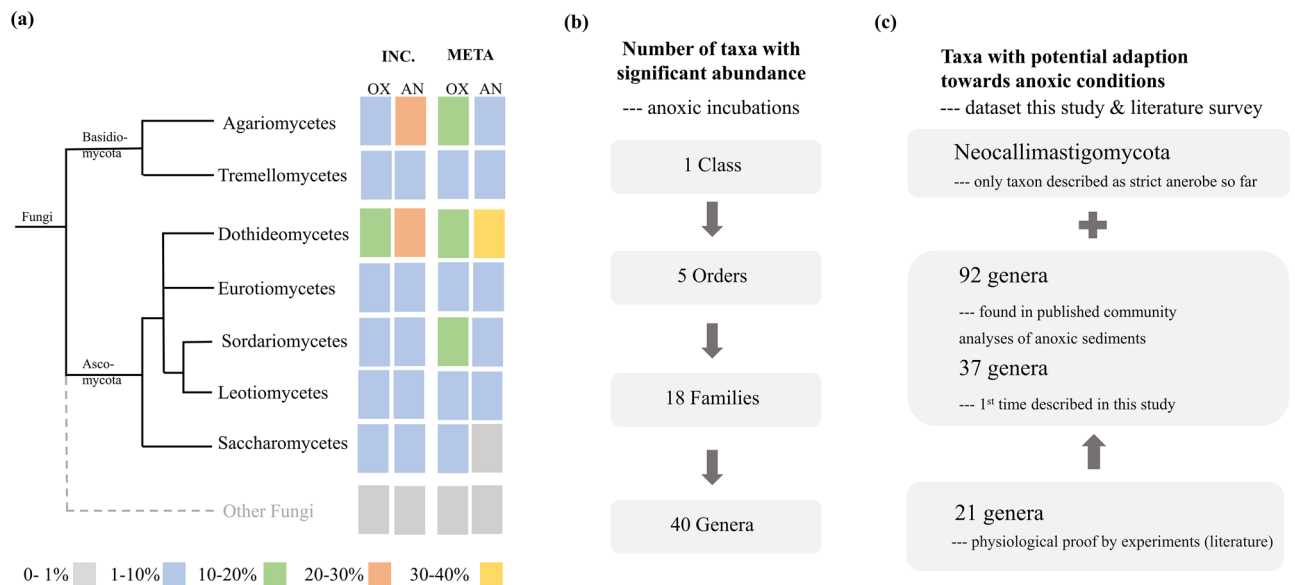 (a)
INC. META
OX AN OX AN
Fungi
Basidio-
mycota
Asco-
mycota
Agariomycetes
Tremellomycetes
Dothideomycetes
Eurotiomycetes
Sordariomycetes
Leotiomycetes
Saccharomycetes
Other Fungi
0- 1% 1-10% 10-20% 20-30% 30-40%
(b)
Number of taxa with
significant abundance
--- anoxic incubations
1 Class
5 Orders
18 Families
40 Genera
(c)
Taxa with potential adaption
towards anoxic conditions
--- dataset this study & literature survey
Neocallimastigomycota
--- only taxon described as strict anerobe so far
92 genera
--- found in published community
analyses of anoxic sediments
37 genera
--- 1st time described in this study
21 genera
--- physiological proof by experiments (literature)